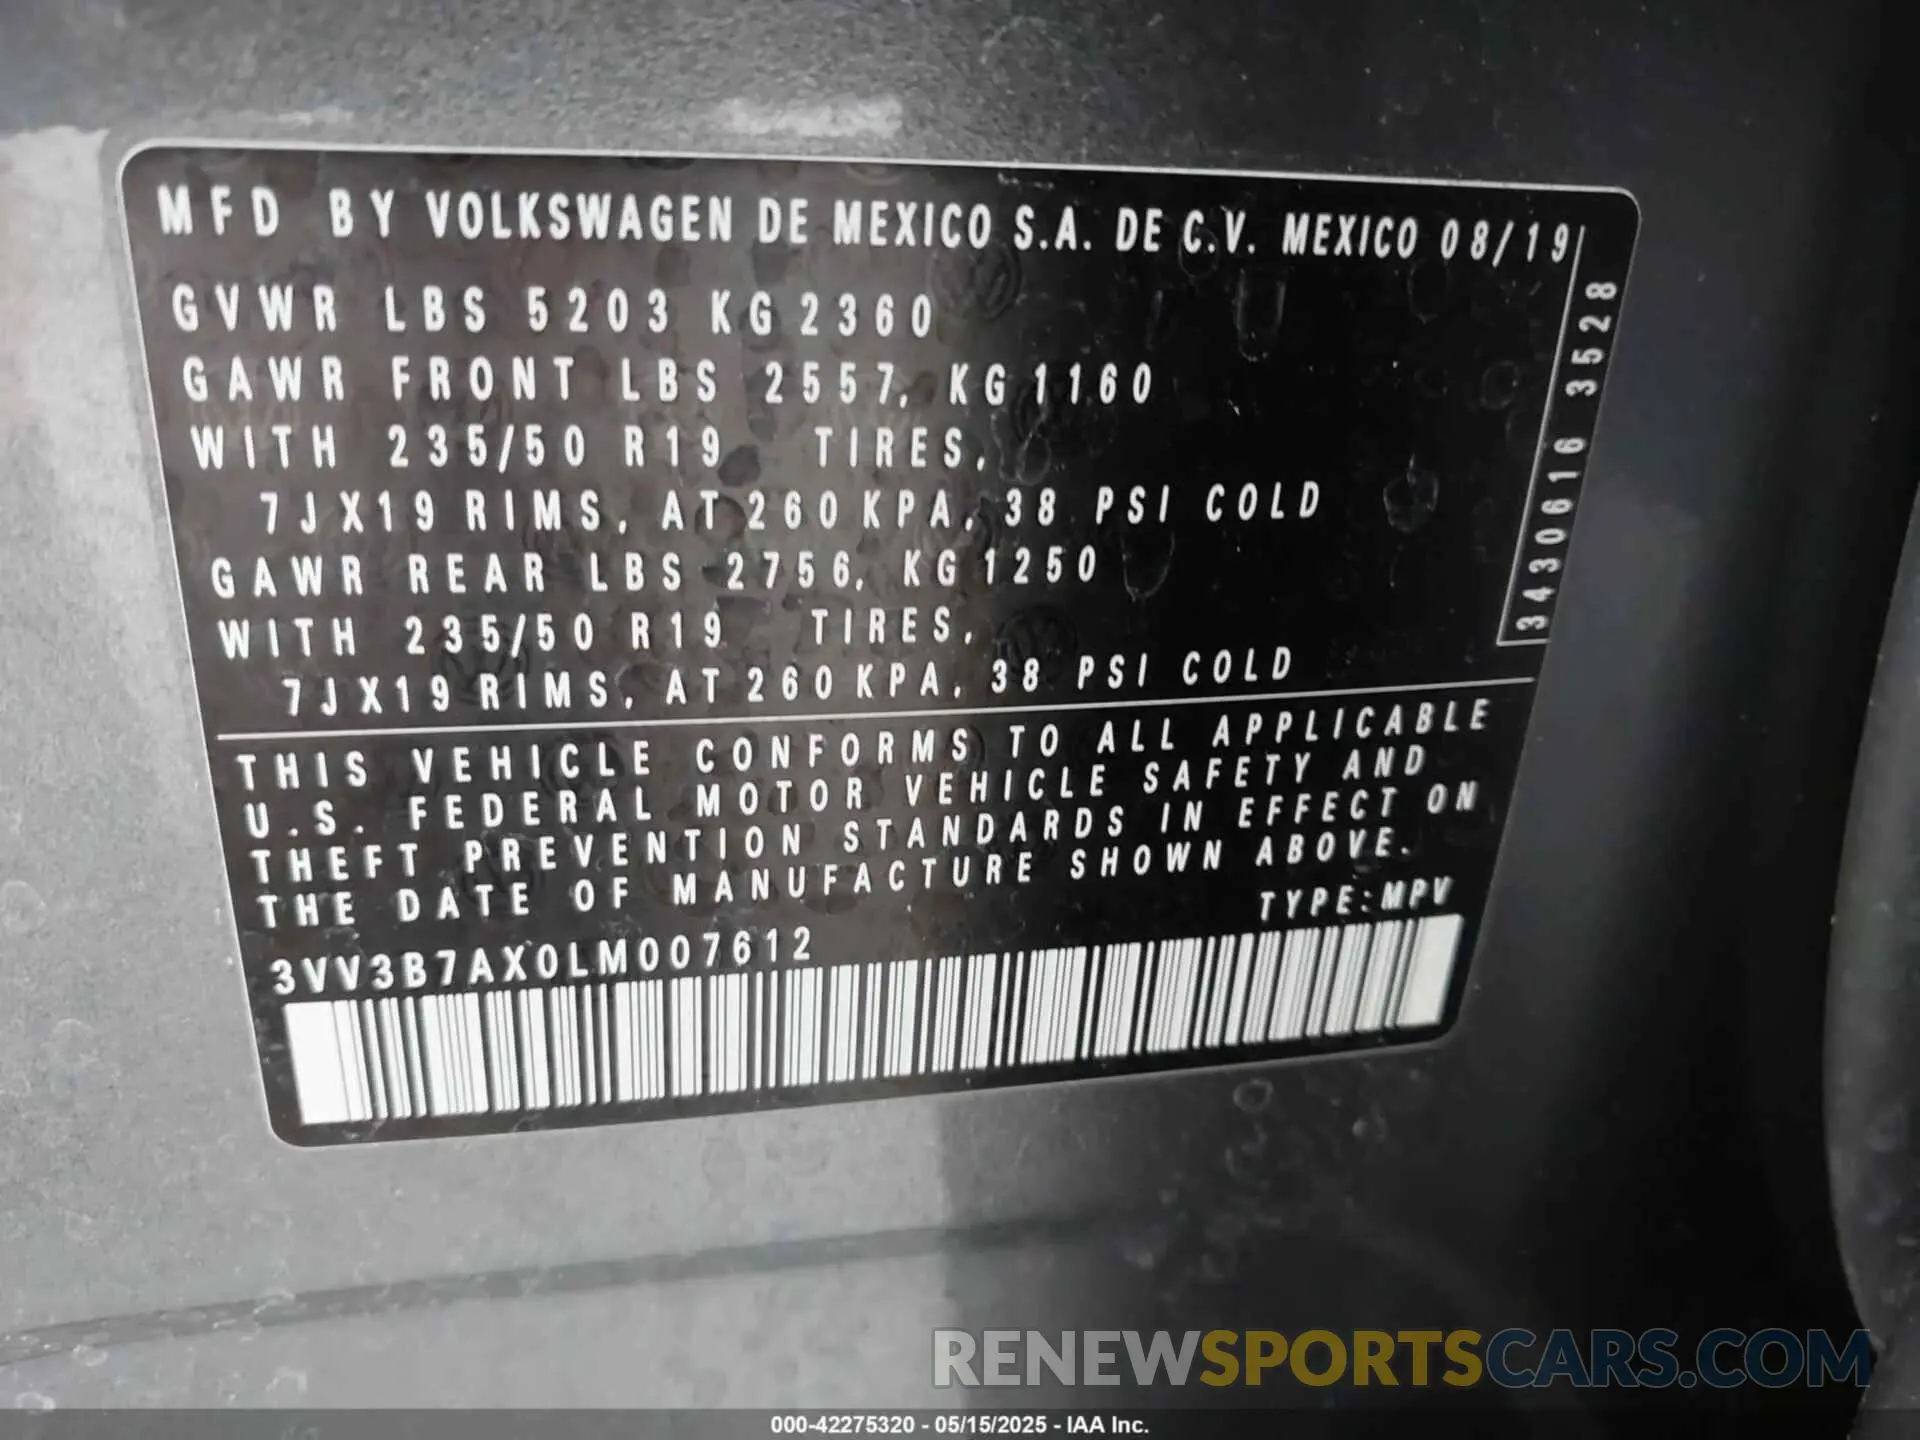 MFD BY VOLKSWAGEN DE MEXICO S.A. DE C.V. MEXICO 08/19
GVWR LBS 5203 KG 2360
GAWR FRONT LBS 2557, KG 1160
WITH 235/50 R19 TIRES,
7JX19 RIMS, AT 260 KPA, 38 PSI COLD
GAWR REAR LBS 2756, KG 1250
WITH 235/50 R19 TIRES,
7JX19 RIMS, AT 260 KPA, 38 PSI COLD
3430616 3528
THIS VEHICLE CONFORMS TO ALL APPLICABLE
U.S. FEDERAL MOTOR VEHICLE SAFETY AND
THEFT PREVENTION STANDARDS IN EFFECT ON
THE DATE OF MANUFACTURE SHOWN ABOVE.
TYPE: MPV
3VV3B7AX0LM007612
RENEWSPORTSCARS.COM
000-42275320 - 05/15/2025 - IAA Inc.